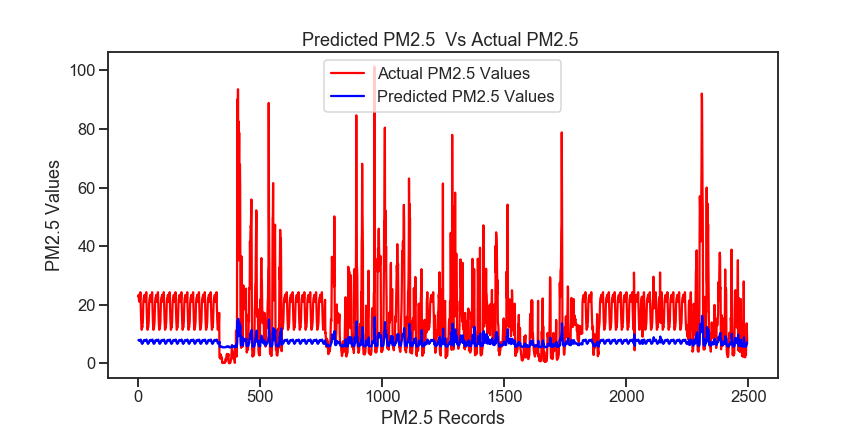 Predicted PM2.5  Vs Actual PM2.5
Actual PM2.5 Values
Predicted PM2.5 Values
PM2.5 Values
100
80
60
40
20
0
0 500 1000 1500 2000 2500
PM2.5 Records